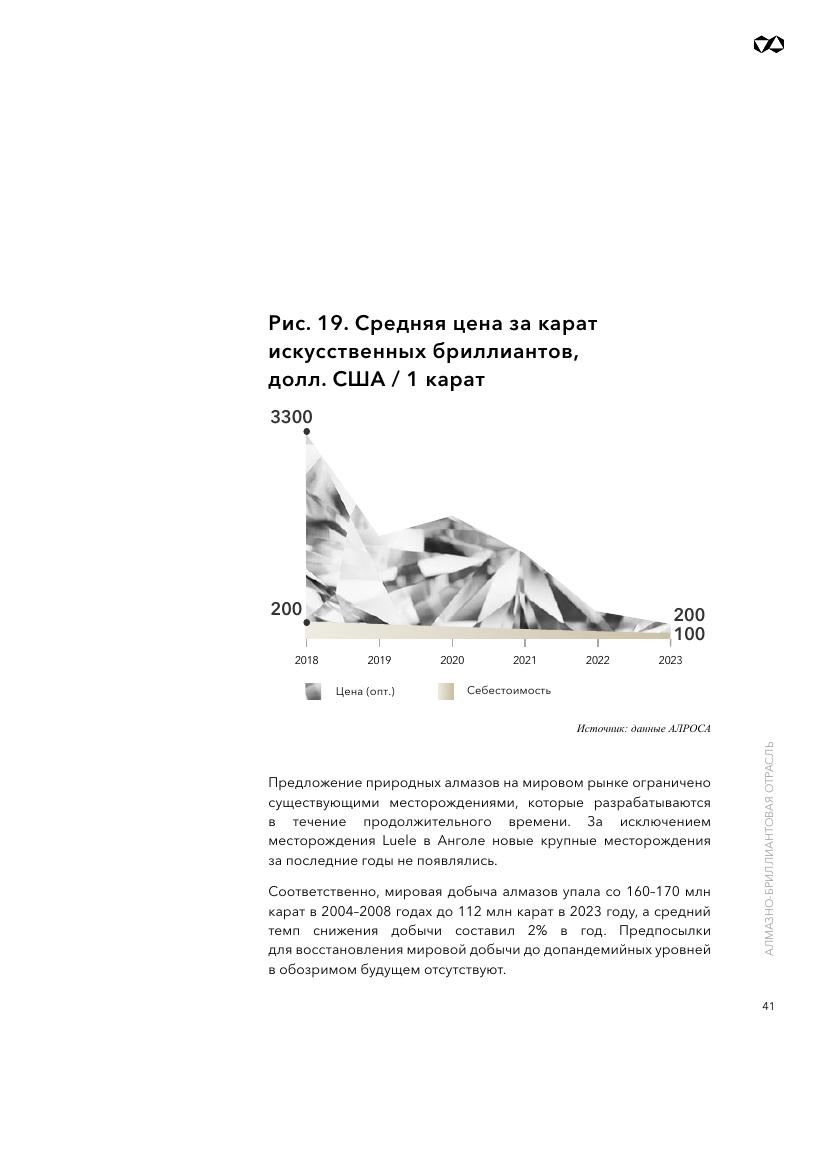 Рис. 19. Средняя цена за карат
искусственных бриллиантов,
долл. США / 1 карат
3300
200
200
100
2018
2019
2020
2021
2022
2023
Цена (опт.)
Себестоимость
Источник: данные АЛРОСА
Предложение природных алмазов на мировом рынке ограничено
существующими месторождениями, которые разрабатываются
в течение продолжительного времени. За исключением
месторождения Luele в Анголе новые крупные месторождения
за последние годы не появлялись.
Соответственно, мировая добыча алмазов упала со 160–170 млн
карат в 2004–2008 годах до 112 млн карат в 2023 году, а средний
темп снижения добычи составил 2% в год. Предпосылки
для восстановления мировой добычи до допандемийных уровней
в обозримом будущем отсутствуют.
АЛМАЗНО-БРИЛЛИАНТОВАЯ ОТРАСЛЬ
41